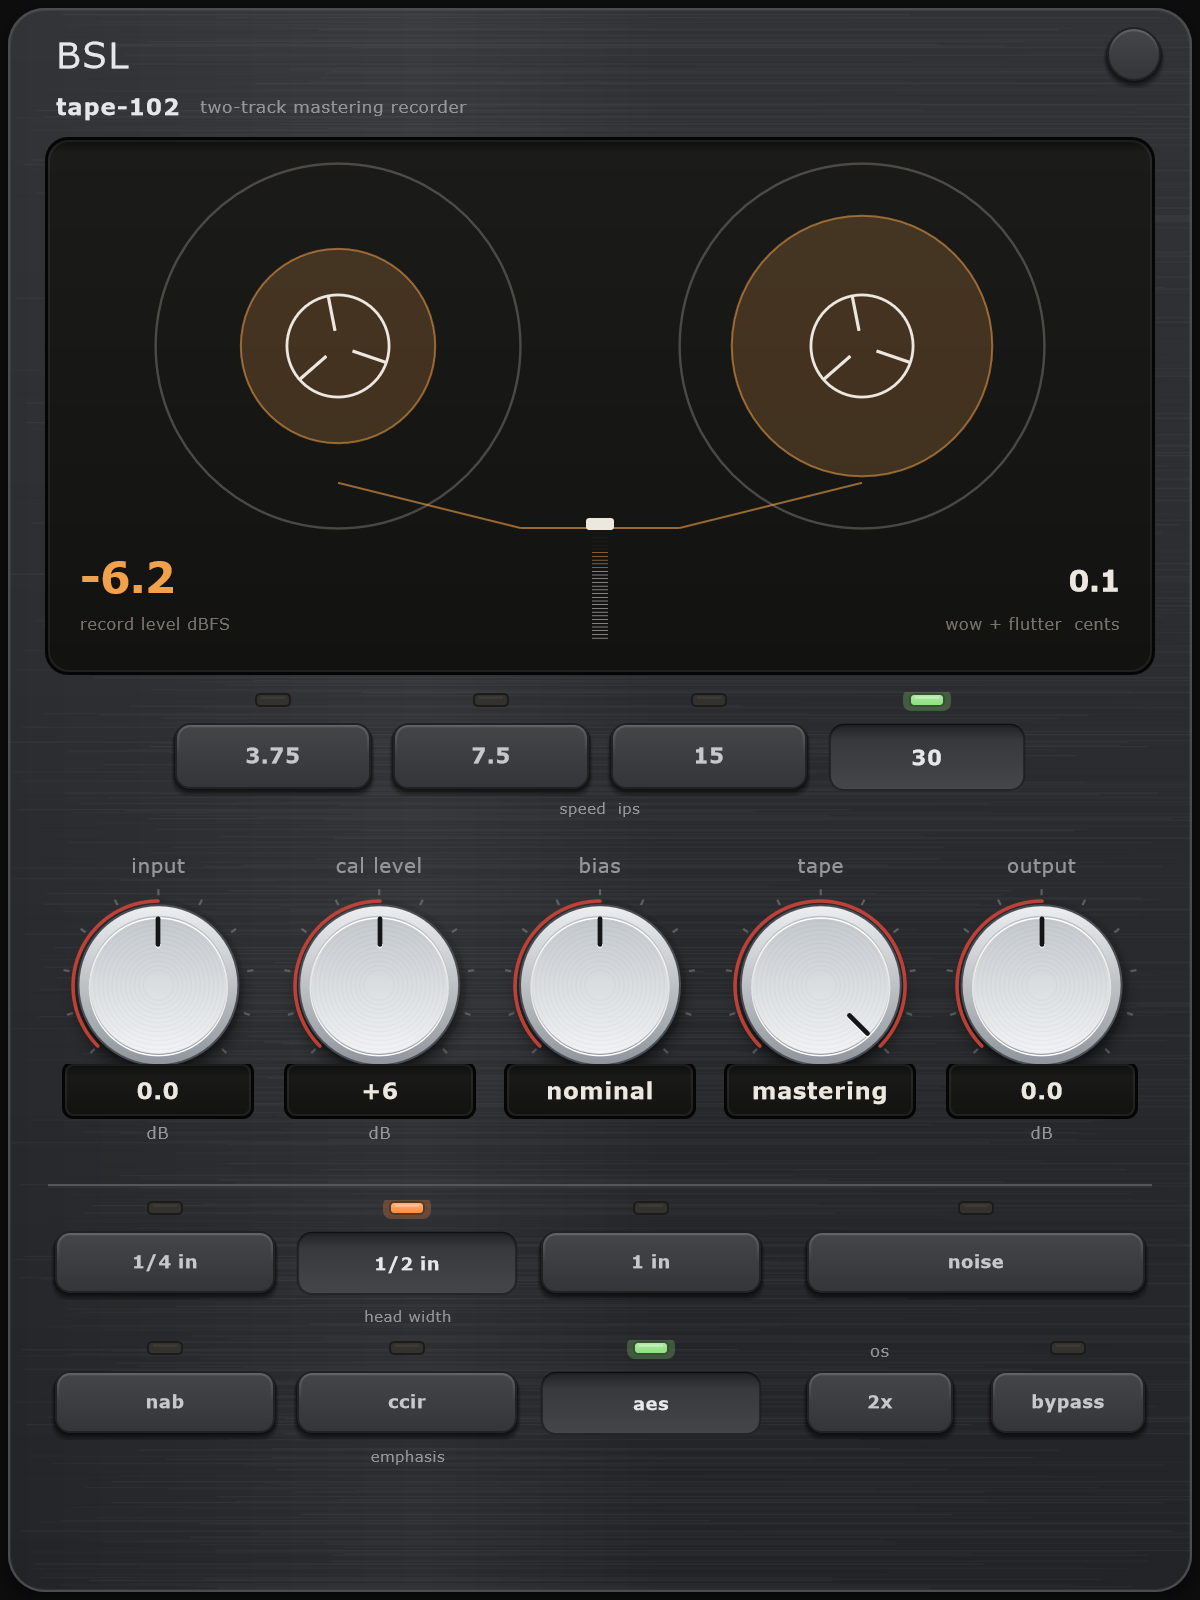 BSL
tape-102 two-track mastering recorder
-6.2
record level dBFS
0.1
wow + flutter cents
3.75 7.5 15 30
speed ips
input cal level bias tape output
0.0 +6 nominal mastering 0.0
dB dB dB
1/4 in 1/2 in 1 in noise
head width
os
nab ccir aes 2x bypass
emphasis